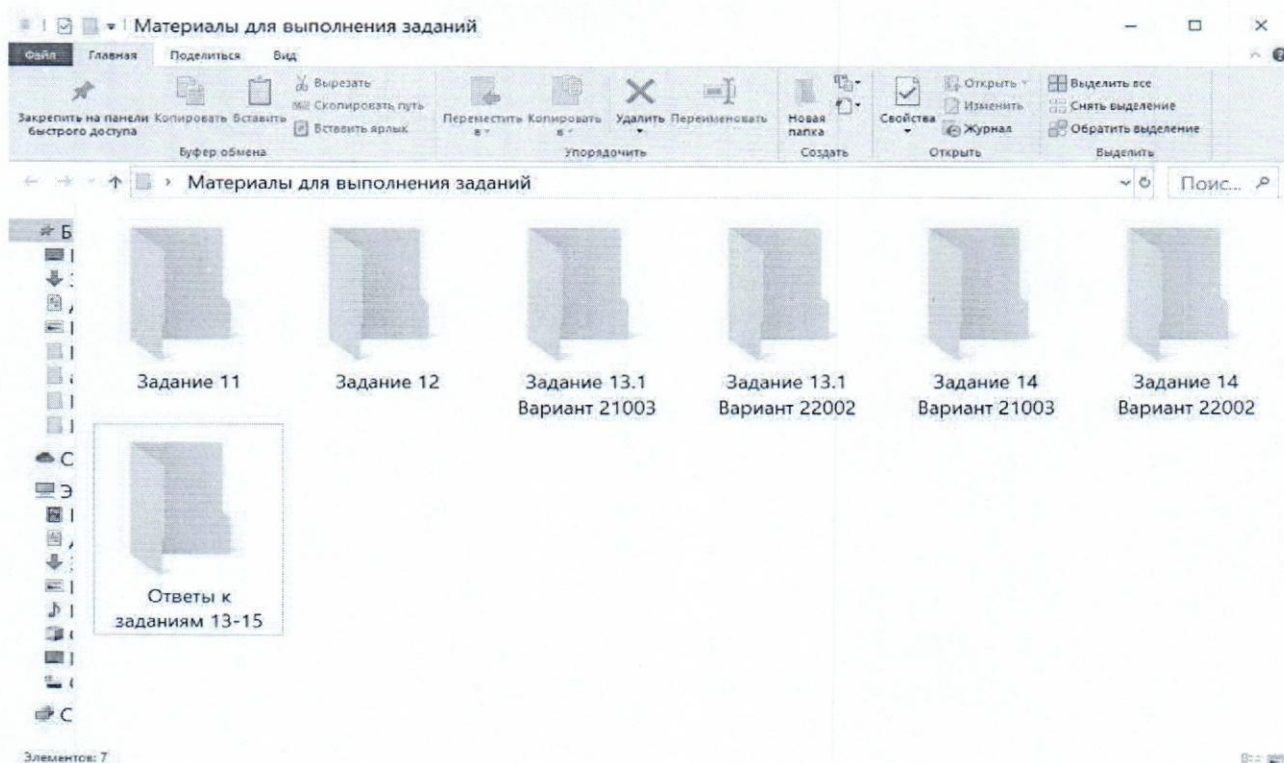 Материалы для выполнения заданий
Файл Главная Поделиться Вид
Закрепить на панели быстрого доступа
Копировать
Вставить
Вырезать
Скопировать путь
Вставить ярлык
Буфер обмена
Переместить в
Копировать в
Удалить
Переименовать
Упорядочить
Новая папка
Создать
Свойства
Открыть
Изменить
Журнал
Открыть
Выделить все
Снять выделение
Обратить выделение
Выделить
Материалы для выполнения заданий
Поис...
Задание 11
Задание 12
Задание 13.1
Вариант 21003
Задание 13.1
Вариант 22002
Задание 14
Вариант 21003
Задание 14
Вариант 22002
Ответы к
заданиям 13-15
Элементов: 7